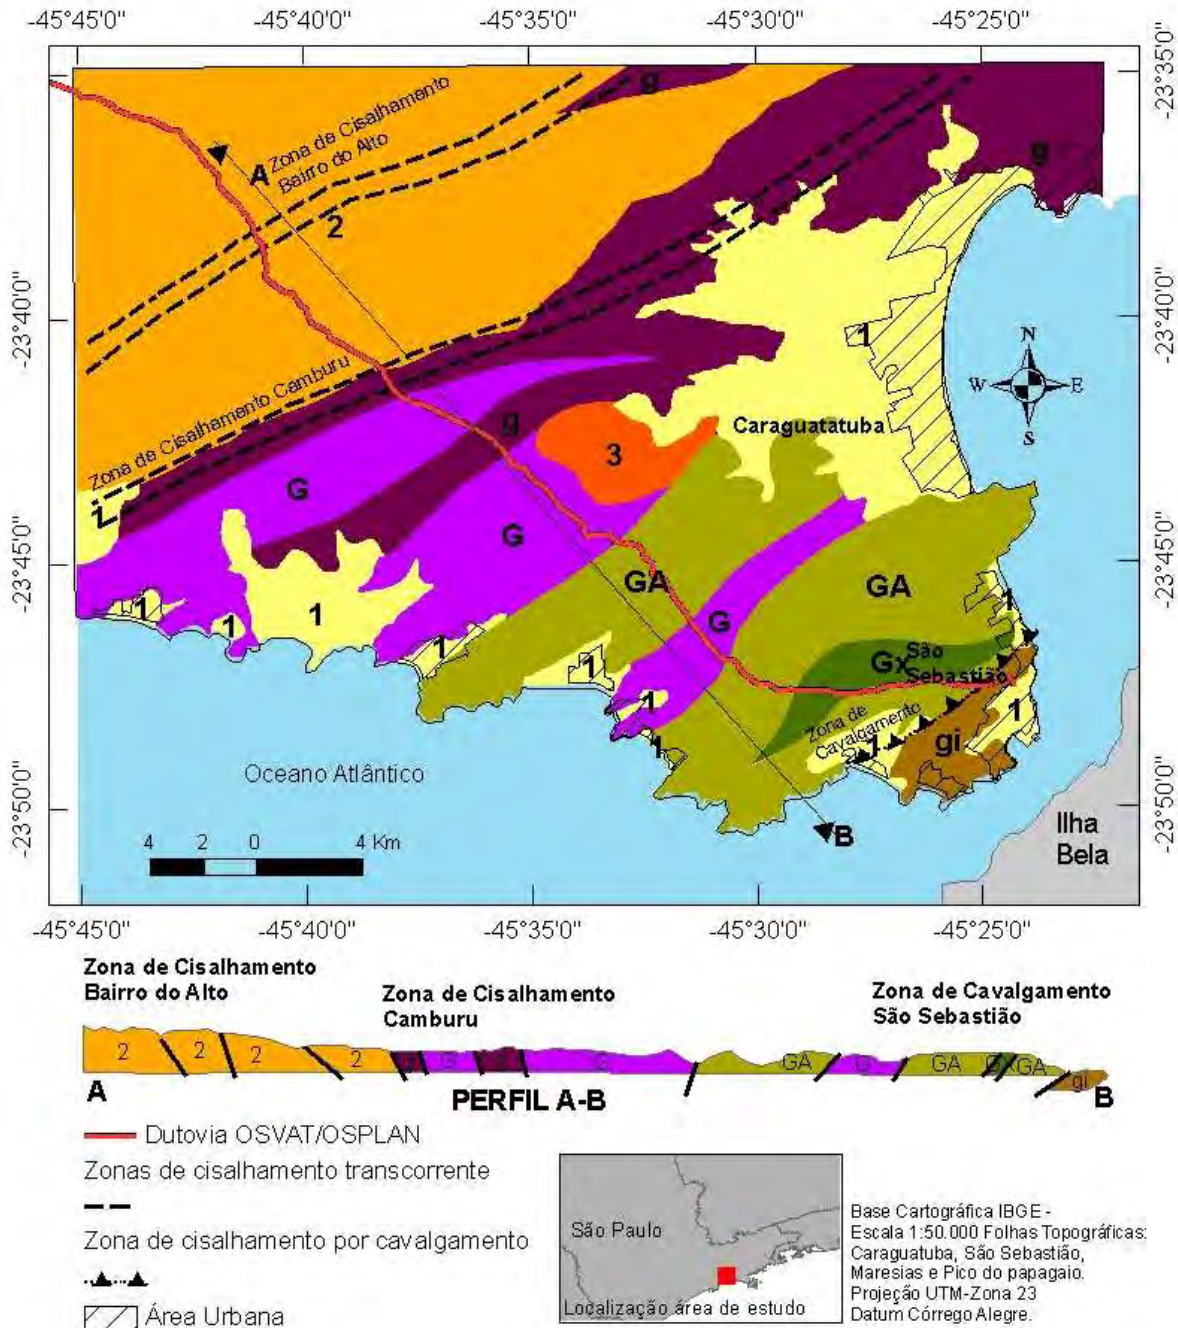 -45°45'0" -45°40'0" -45°35'0" -45°30'0" -45°25'0"
-23°35'0" -23°35'0"
g
Zona de Cisalhamento
Bairro do Alto
A
g
2
-23°40'0" -23°40'0"
1
N
W E
S
Zona de Cisalhamento Camburu
g
3
Caraguatatuba
G
1
G
-23°45'0" -23°45'0"
GA
GA
1
1
1
1
G
1
1
Gx
São
Sebastião
1
1
Zona de
Cavalgamento
1
1
gi
Oceano Atlântico
-23°50'0" -23°50'0"
B
Ilha
Bela
4 2 0 4 Km
-45°45'0" -45°40'0" -45°35'0" -45°30'0" -45°25'0"
Zona de Cisalhamento
Bairro do Alto
Zona de Cisalhamento
Camburu
Zona de Cavalgamento
São Sebastião
2 2 2 2 G G GA G GA GA gi
A PERFIL A-B B
Dutovia OSVAT/OSPLAN
Zonas de cisalhamento transcorrente
Zona de cisalhamento por cavalgamento
Área Urbana
São Paulo
Localização área de estudo
Base Cartográfica IBGE -
Escala 1:50.000 Folhas Topográficas:
Caraguatuba, São Sebastião,
Maresias e Pico do papagaio.
Projeção UTM-Zona 23
Datum Córrego Alegre.